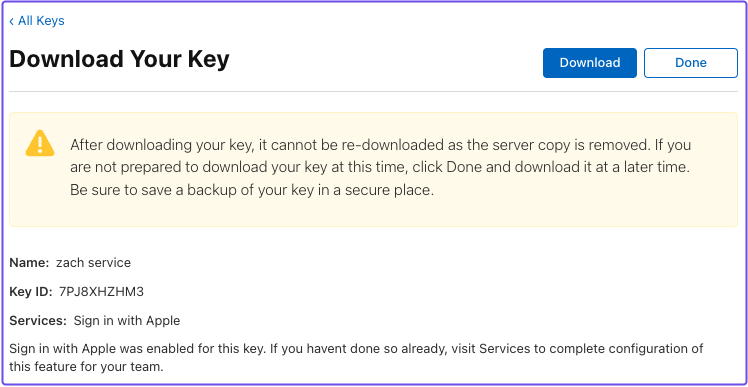 ‹ All Keys
Download Your Key
Download
Done
After downloading your key, it cannot be re-downloaded as the server copy is removed. If you
are not prepared to download your key at this time, click Done and download it at a later time.
Be sure to save a backup of your key in a secure place.
Name: zach service
Key ID: 7PJ8XHZHM3
Services: Sign in with Apple
Sign in with Apple was enabled for this key. If you havent done so already, visit Services to complete configuration of
this feature for your team.